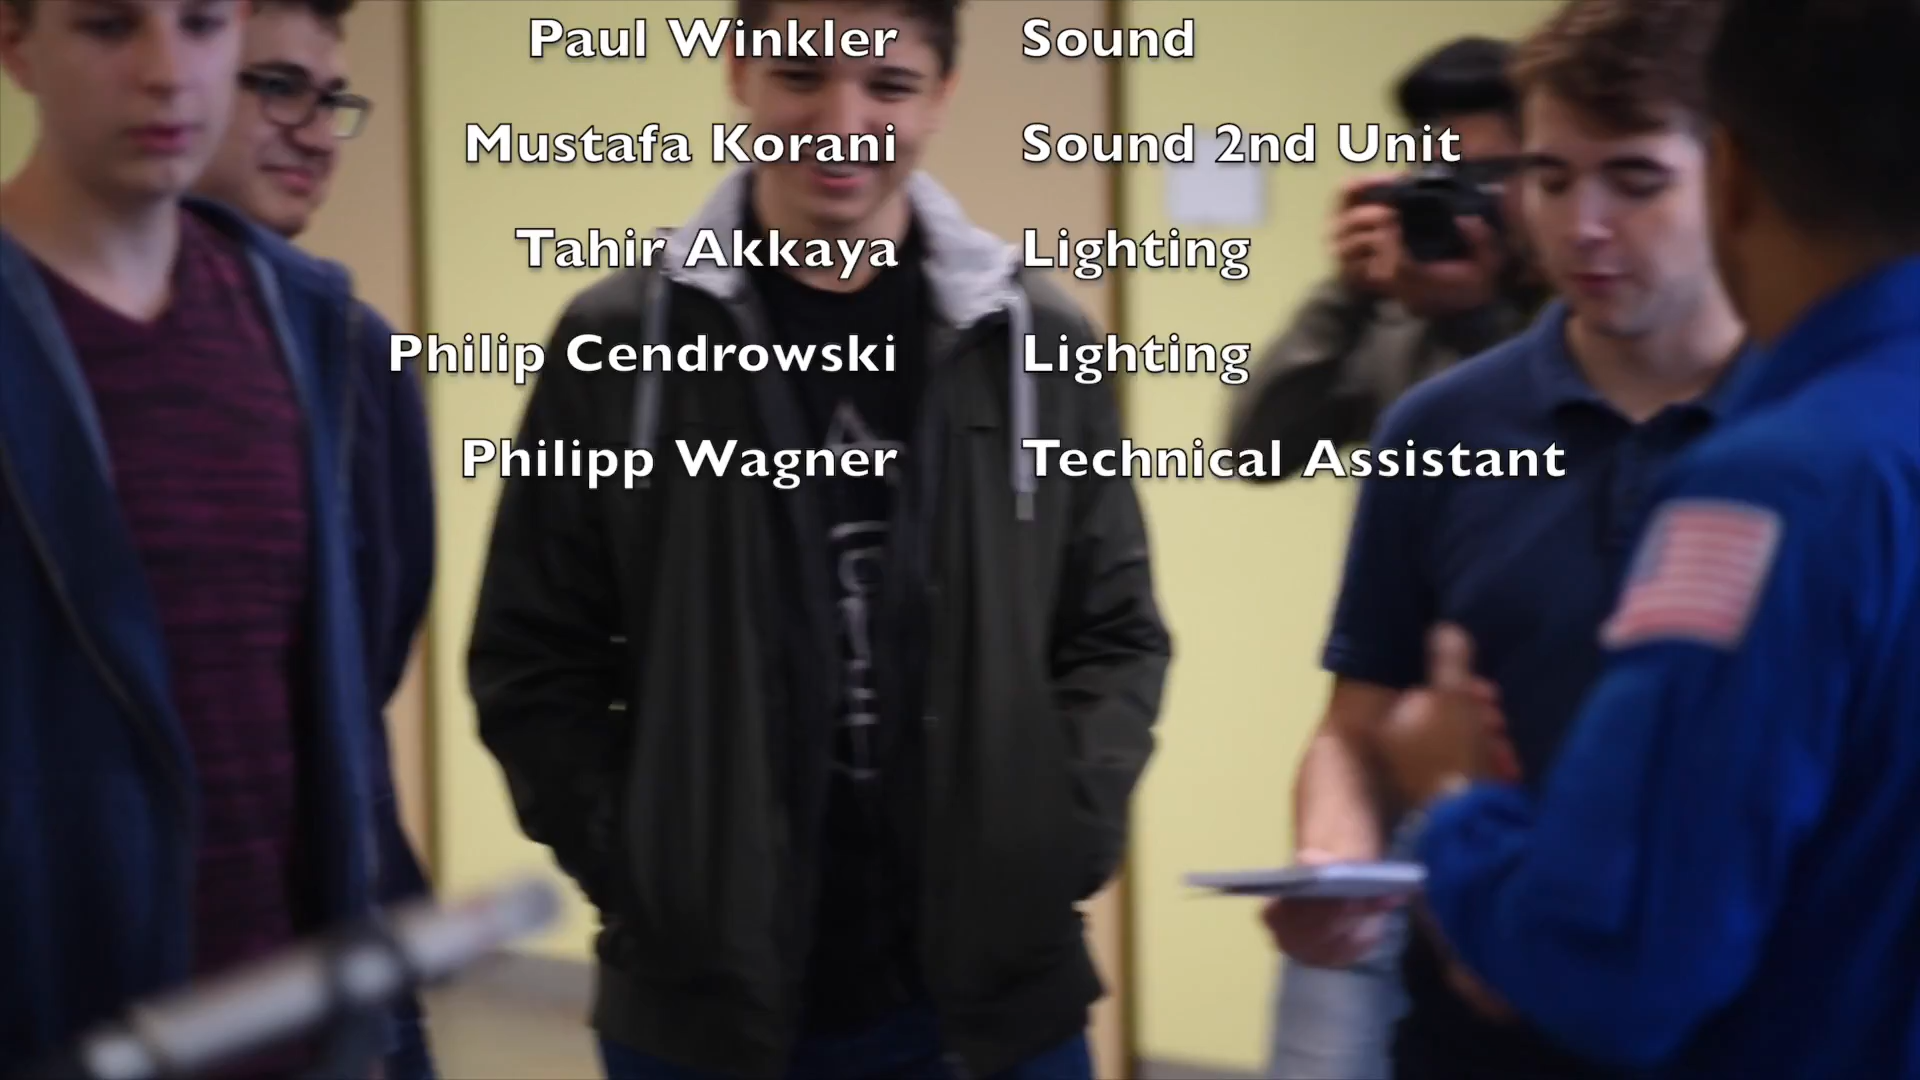 Paul Winkler Sound
Mustafa Korani Sound 2nd Unit
Tahir Akkaya Lighting
Philip Cendrowski Lighting
Philipp Wagner Technical Assistant